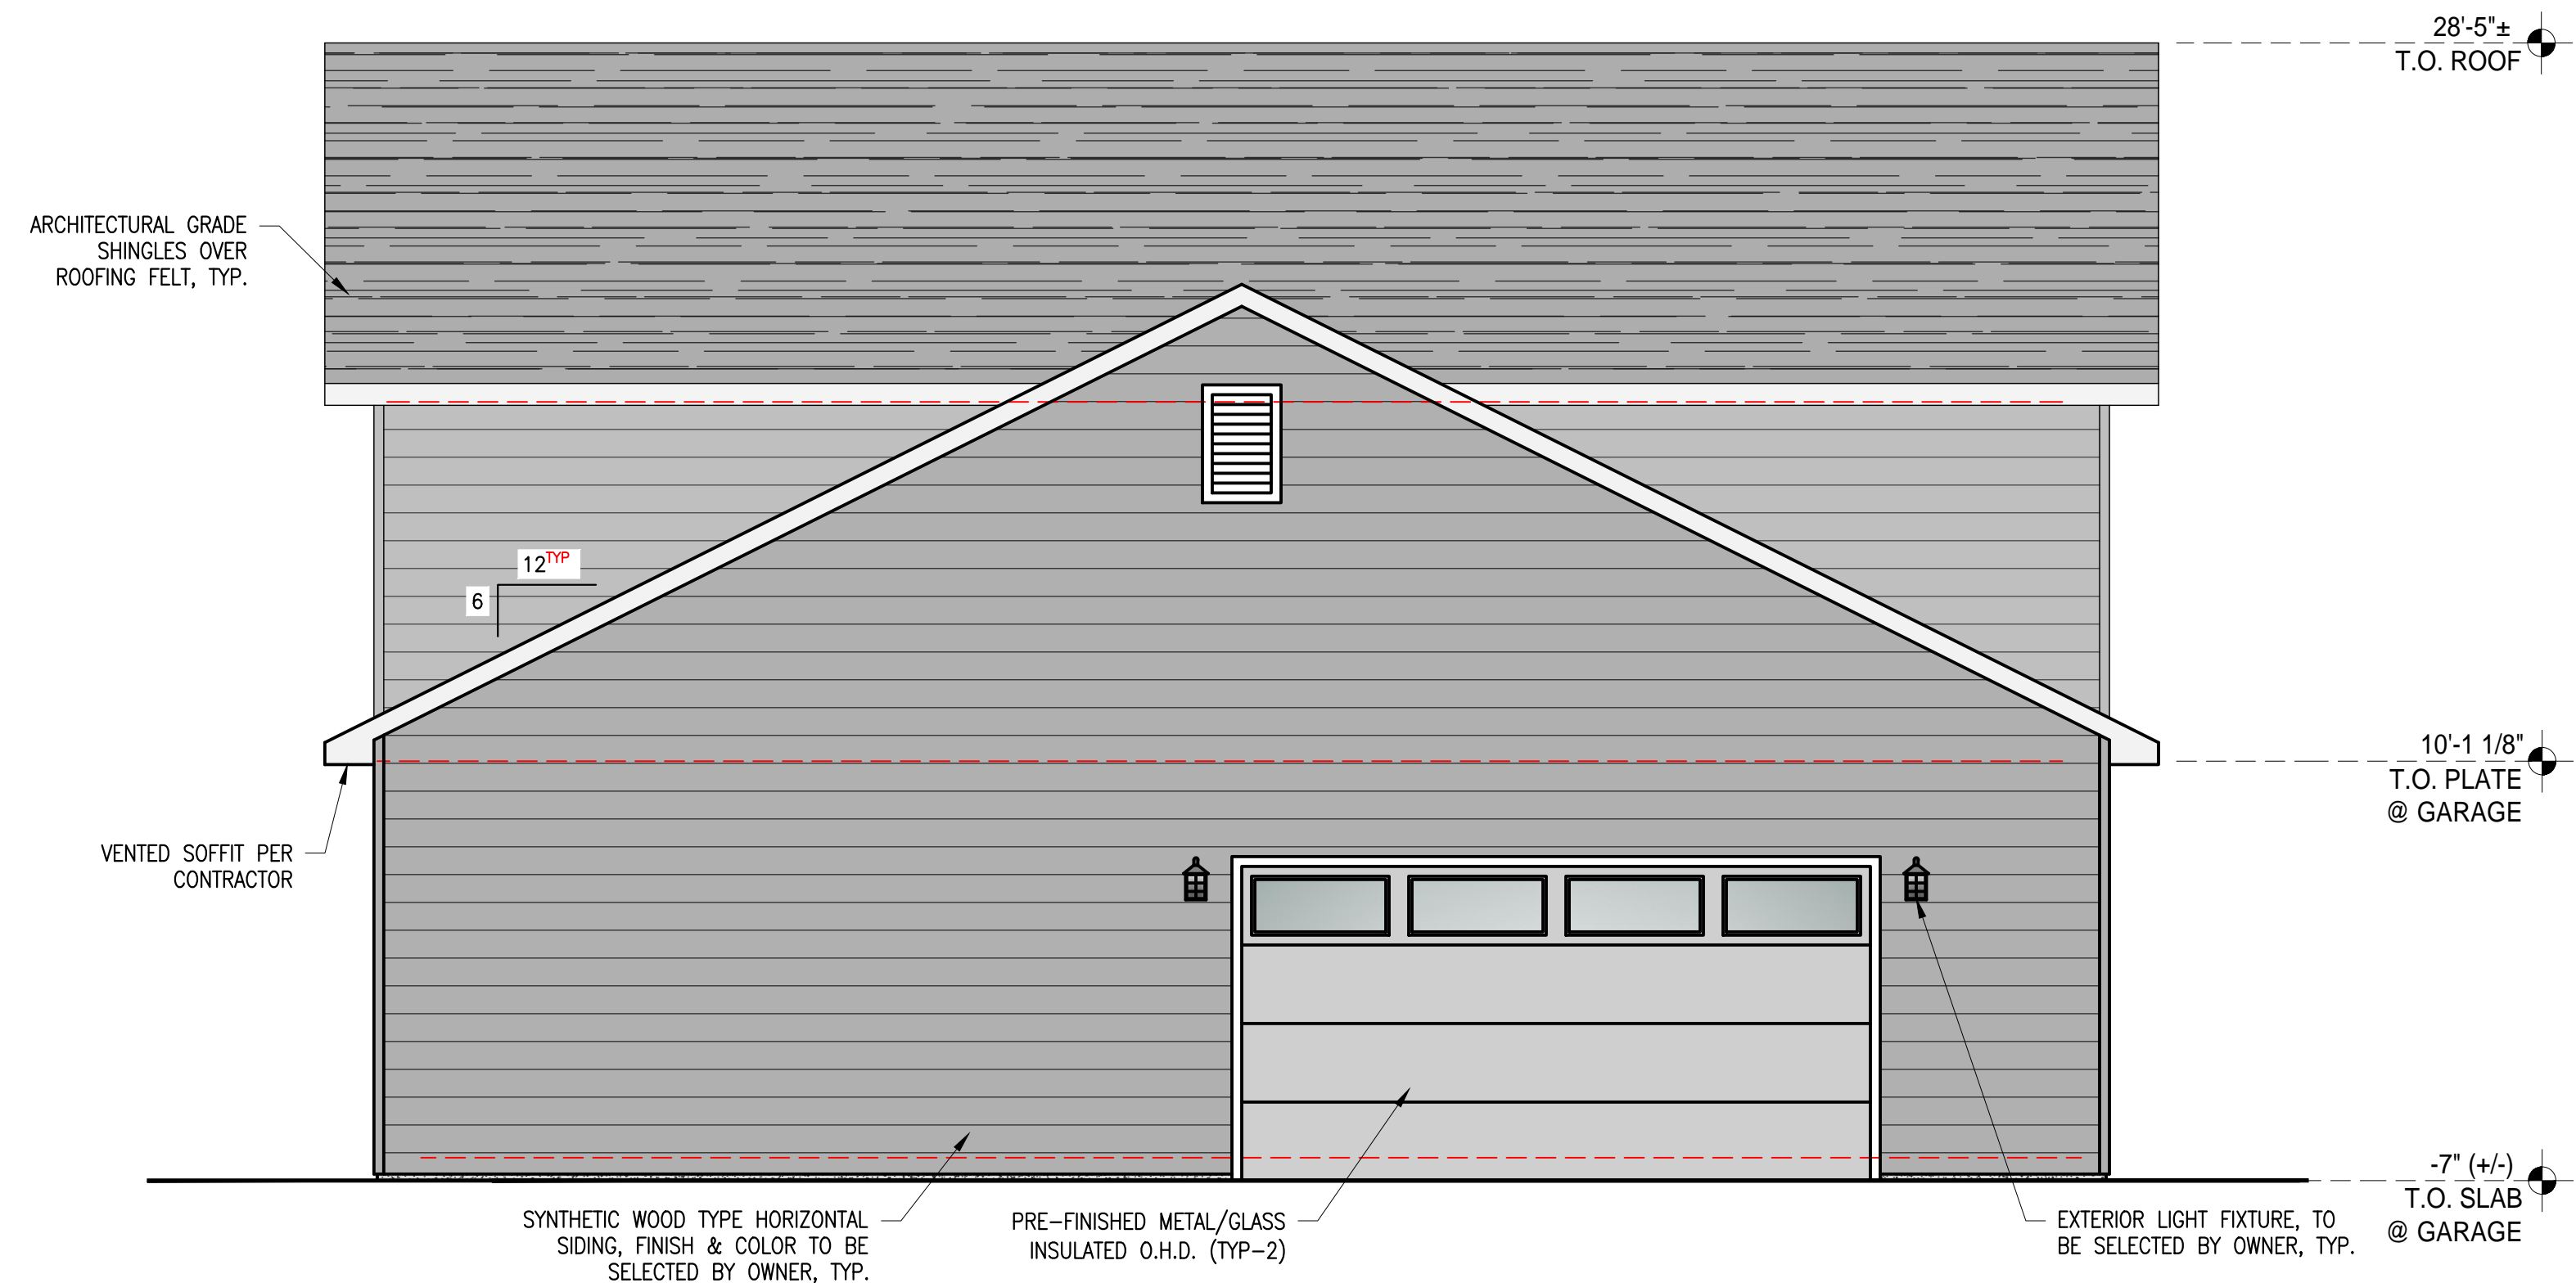 28'-5"±
T.O. ROOF
ARCHITECTURAL GRADE
SHINGLES OVER
ROOFING FELT, TYP.
12TYP
6
10'-1 1/8"
T.O. PLATE
@ GARAGE
VENTED SOFFIT PER
CONTRACTOR
-7" (+/-)
T.O. SLAB
@ GARAGE
SYNTHETIC WOOD TYPE HORIZONTAL
SIDING, FINISH & COLOR TO BE
SELECTED BY OWNER, TYP.
PRE-FINISHED METAL/GLASS
INSULATED O.H.D. (TYP-2)
EXTERIOR LIGHT FIXTURE, TO
BE SELECTED BY OWNER, TYP.